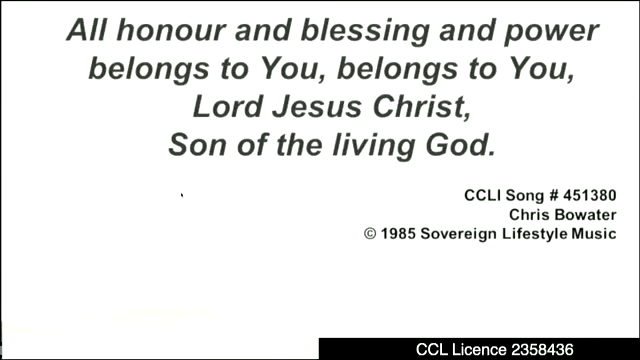 All honour and blessing and power
belongs to You, belongs to You,
Lord Jesus Christ,
Son of the living God.
CCLI Song # 451380
Chris Bowater
© 1985 Sovereign Lifestyle Music
CCL Licence 2358436